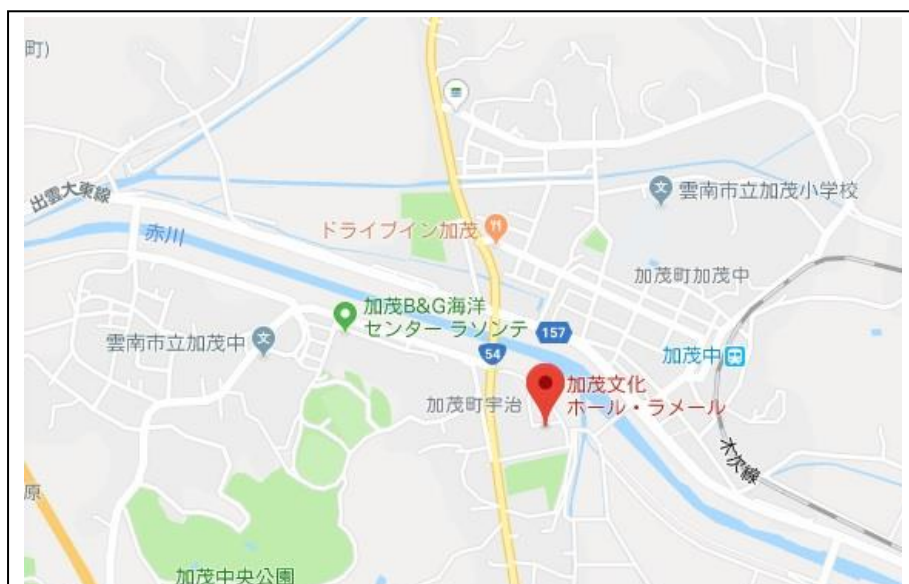 町)
出雲大東線
赤川
雲南市立加茂小学校
ドライブイン加茂
加茂町加茂中
加茂B&G海洋
センター ラソンテ
157
雲南市立加茂中
54
加茂中
加茂文化
ホール・ラメール
加茂町宇治
木次線
原
加茂中央公園
文
文